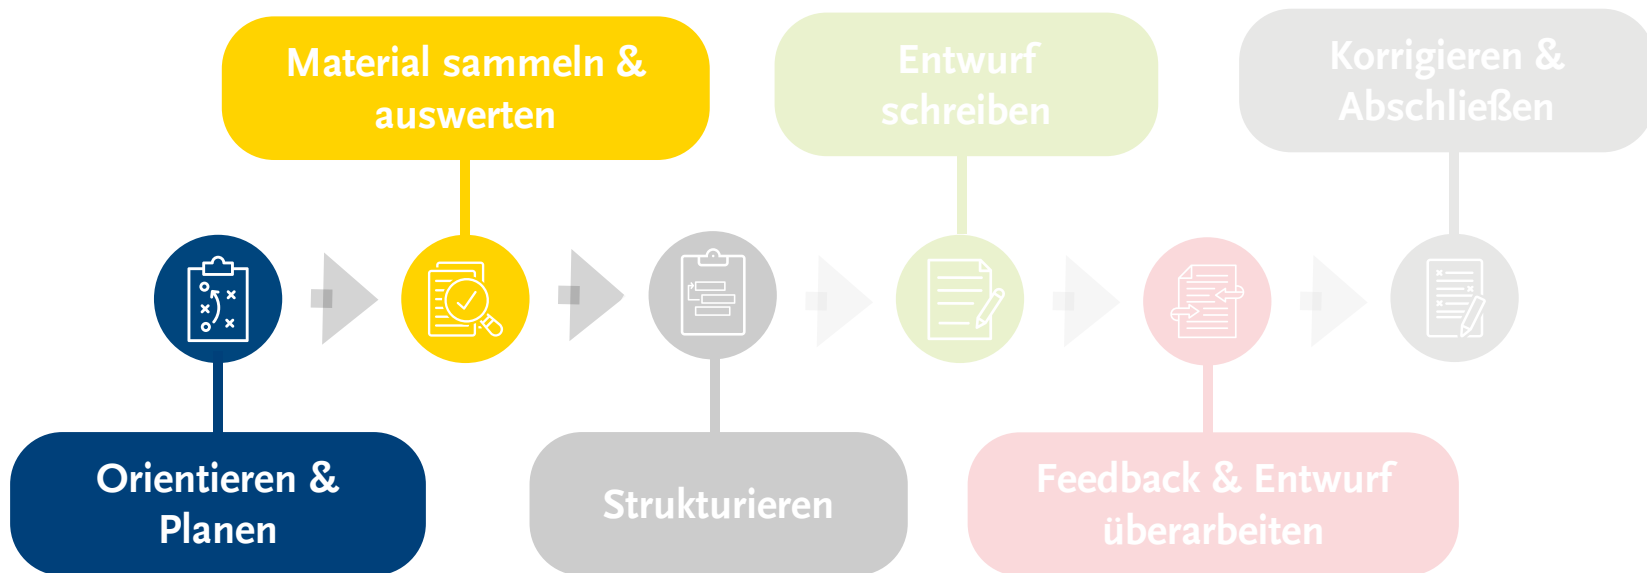 Material sammeln &
auswerten
Entwurf
schreiben
Korrigieren &
Abschließen
Orientieren &
Planen
Strukturieren
Feedback & Entwurf
überarbeiten